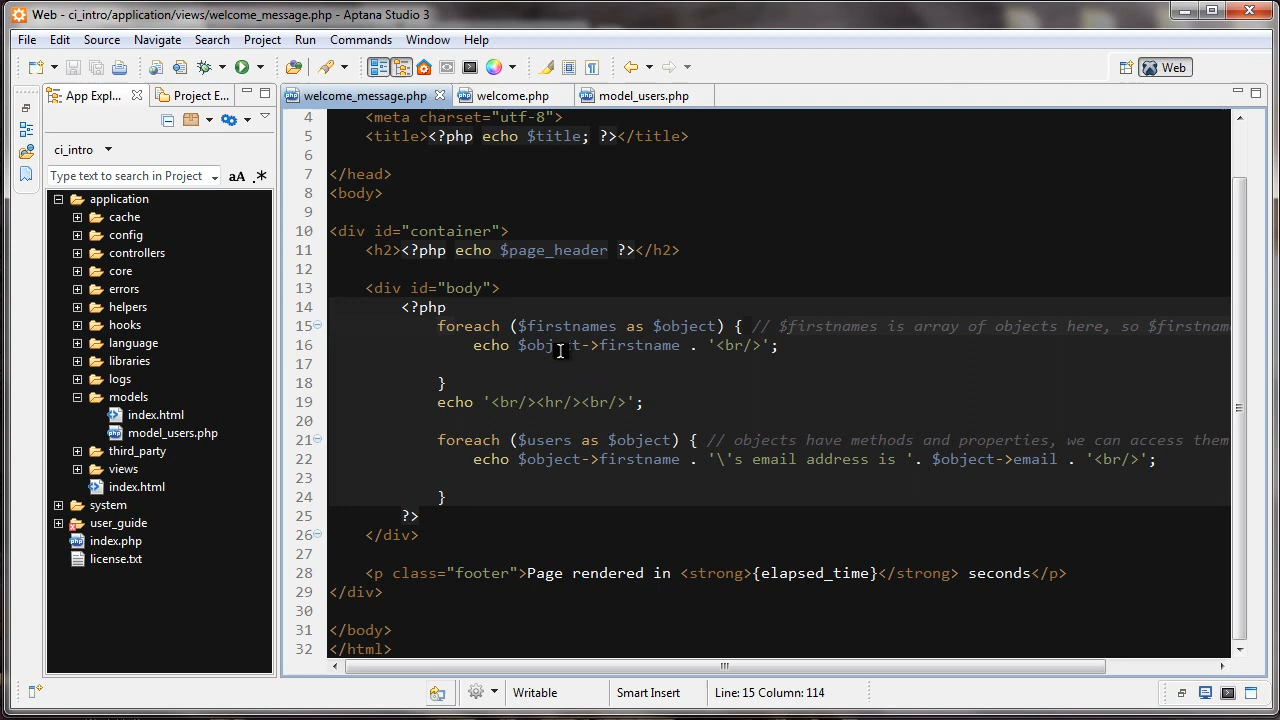 Web - ci_intro/application/views/welcome_message.php - Aptana Studio 3
File Edit Source Navigate Search Project Run Commands Window Help
Web
App Expl... Project E...
welcome_message.php welcome.php model_users.php
ci_intro
Type text to search in Project aA .*
application
cache
config
controllers
core
errors
helpers
hooks
language
libraries
logs
models
index.html
model_users.php
third_party
views
index.html
system
user_guide
index.php
license.txt
4 <meta charset="utf-8">
5 <title><?php echo $title; ?></title>
6
7 </head>
8 <body>
9
10 <div id="container">
11 <h2><?php echo $page_header ?></h2>
12
13 <div id="body">
14 <?php
15 foreach ($firstnames as $object) { // $firstnames is array of objects here, so $firstnam
16 echo $object->firstname . '<br/>';
17
18 }
19 echo '<br/><hr/><br/>';
20
21 foreach ($users as $object) { // objects have methods and properties, we can access them
22 echo $object->firstname . '\'s email address is '. $object->email . '<br/>';
23
24 }
25 ?>
26 </div>
27
28 <p class="footer">Page rendered in <strong>{elapsed_time}</strong> seconds</p>
29 </div>
30
31 </body>
32 </html>
Writable Smart Insert Line: 15 Column: 114